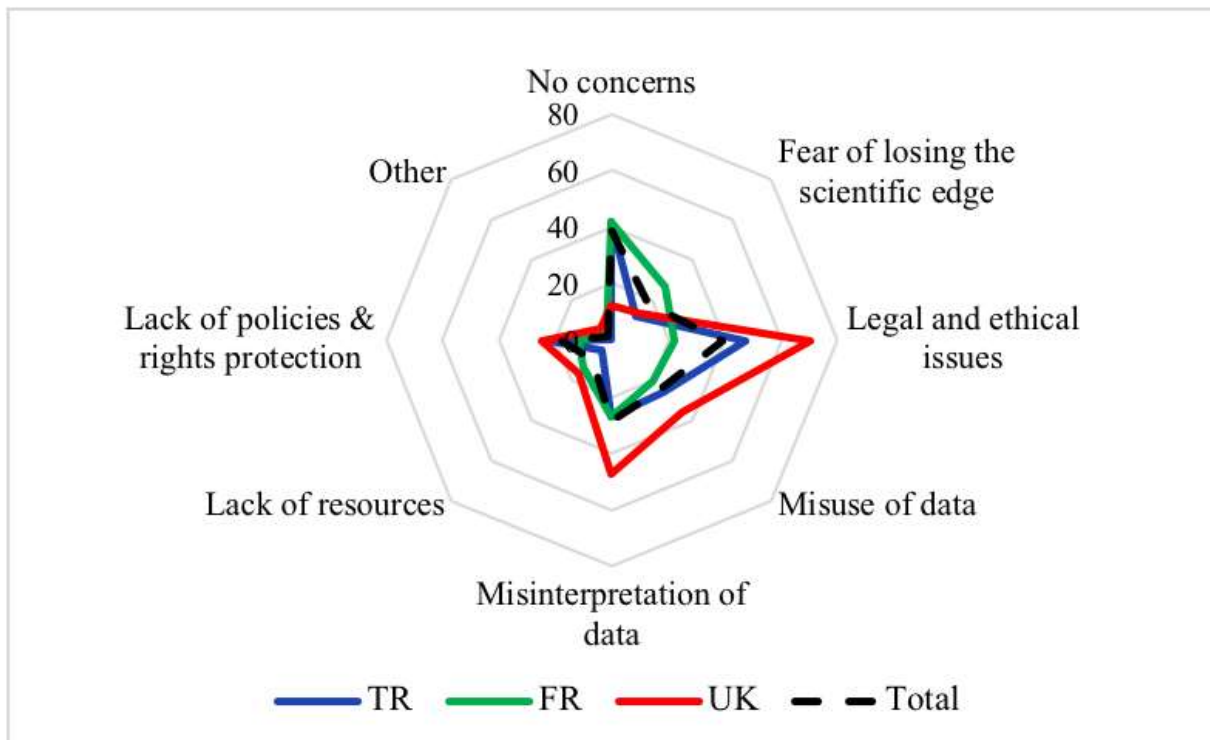 No concerns
80
Fear of losing the
scientific edge
Other
60
40
20
0
Lack of policies &
rights protection
Legal and ethical
issues
Lack of resources
Misuse of data
Misinterpretation of
data
TR
FR
UK
Total